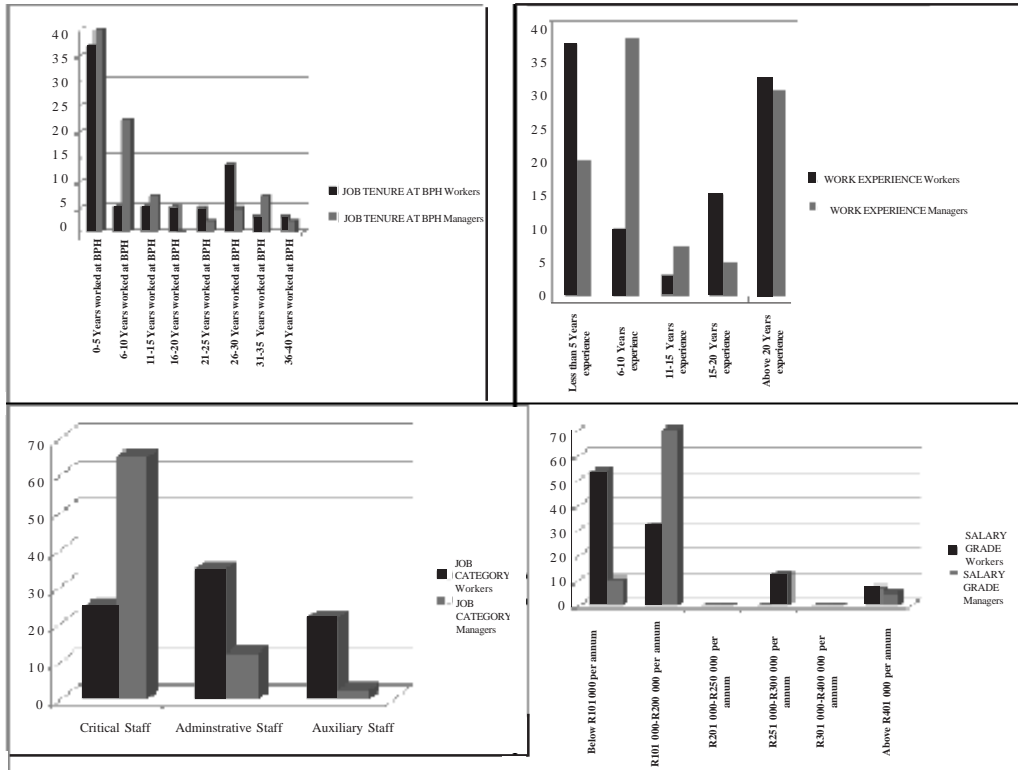 40
35
30
20
15
10
5
0
0-5 Years worked at BPH
6-10 Years worked at BPH
11-15 Years worked at BPH
16-20 Years worked at BPH
21-25 Years worked at BPH
26-30 Years worked at BPH
31-35 Years worked at BPH
36-40 Years worked at BPH
JOB TENURE AT BPH Workers
JOB TENURE AT BPH Managers
40
35
30
25
20
15
10
5
0
Less than 5 Years
experience
6-10 Years
experienc
11-15 Years
experience
15-20 Years
experience
Above 20 Years
experience
WORK EXPERIENCE Workers
WORK EXPERIENCE Managers
70
60
50
40
30
20
10
0
Critical Staff
Adminstrative Staff
Auxiliary Staff
JOB
CATEGORY
Workers
JOB
CATEGORY
Managers
70
60
50
40
30
20
10
0
Below R101 000 per annum
R101 000-R200 000 per annum
R201 000-R250 000 per
annum
R251 000-R300 000 per
annum
R301 000-R400 000 per
annum
Above R401 000 per annum
SALARY
GRADE
Workers
SALARY
GRADE
Managers